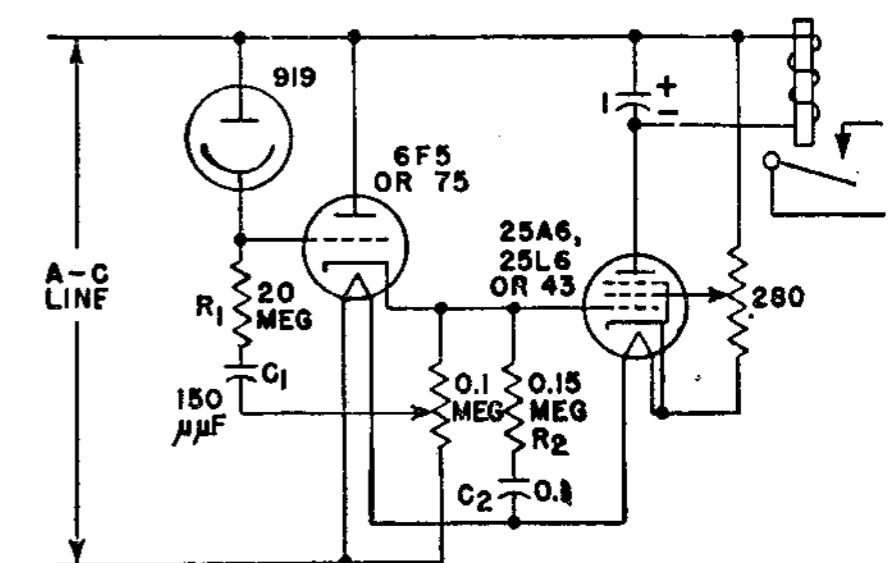 919
6F5
OR 75
1
+
-
25A6,
25L6
OR 43
A-C
LINE
R1
20
MEG
C1
150
μμF
0.1
MEG
0.15
MEG
R2
C2
280